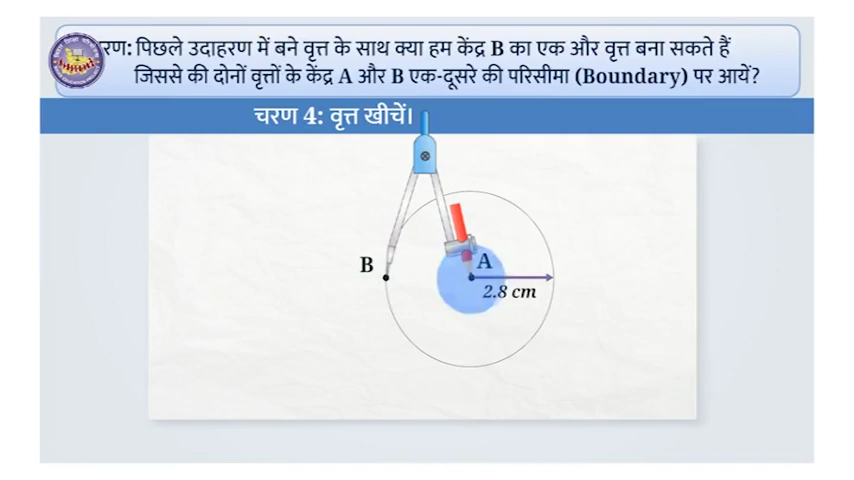 रण: पिछले उदाहरण में बने वृत्त के साथ क्या हम केंद्र B का एक और वृत्त बना सकते हैं
जिससे की दोनों वृत्तों के केंद्र A और B एक-दूसरे की परिसीमा (Boundary) पर आयें?
चरण 4: वृत्त खीचें।
B
A
2.8 cm